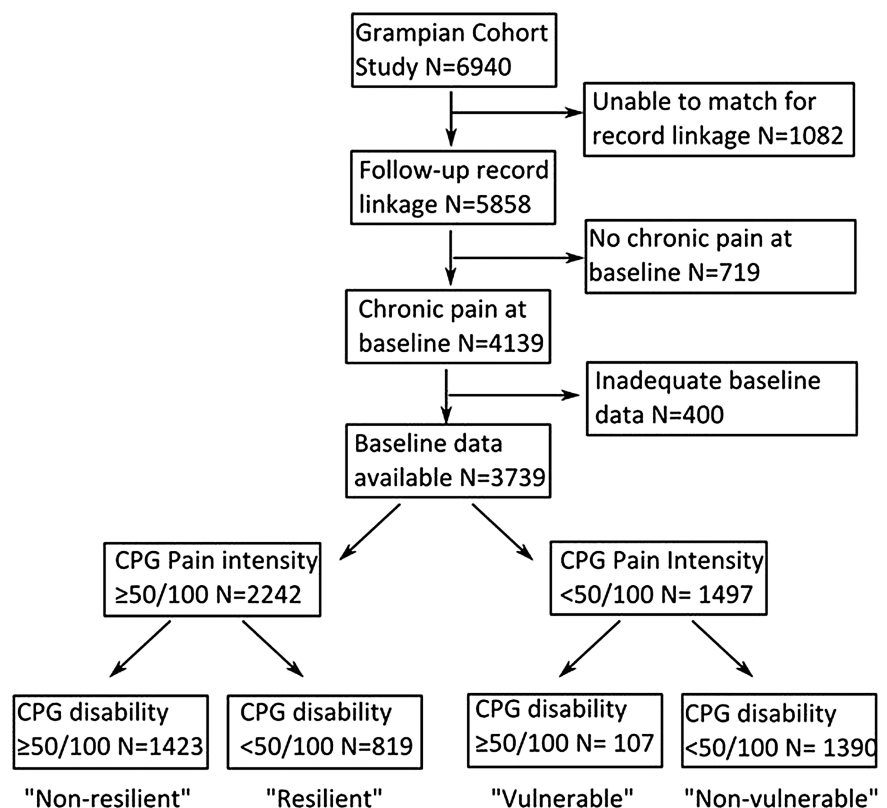 Grampian Cohort
Study N=6940
Unable to match for
record linkage N=1082
Follow-up record
linkage N=5858
No chronic pain at
baseline N=719
Chronic pain at
baseline N=4139
Inadequate baseline
data N=400
Baseline data
available N=3739
CPG Pain intensity
≥50/100 N=2242
CPG Pain Intensity
<50/100 N= 1497
CPG disability
≥50/100 N=1423
CPG disability
<50/100 N=819
CPG disability
≥50/100 N= 107
CPG disability
<50/100 N= 1390
"Non-resilient"
"Resilient"
"Vulnerable"
"Non-vulnerable"